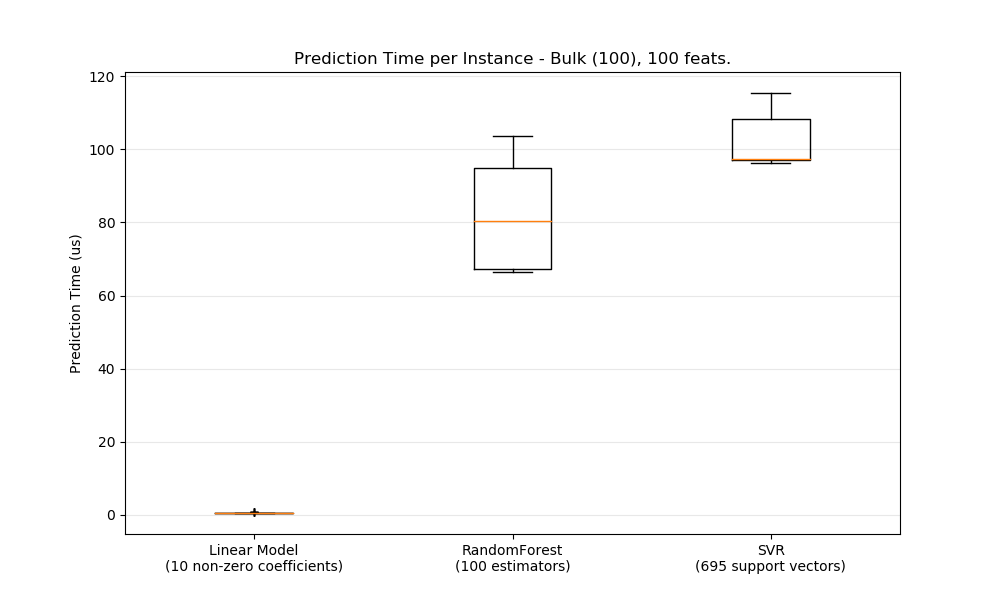 Prediction Time per Instance - Bulk (100), 100 feats.
120
100
80
60
40
20
0
Prediction Time (us)
Linear Model
(10 non-zero coefficients)
RandomForest
(100 estimators)
SVR
(695 support vectors)